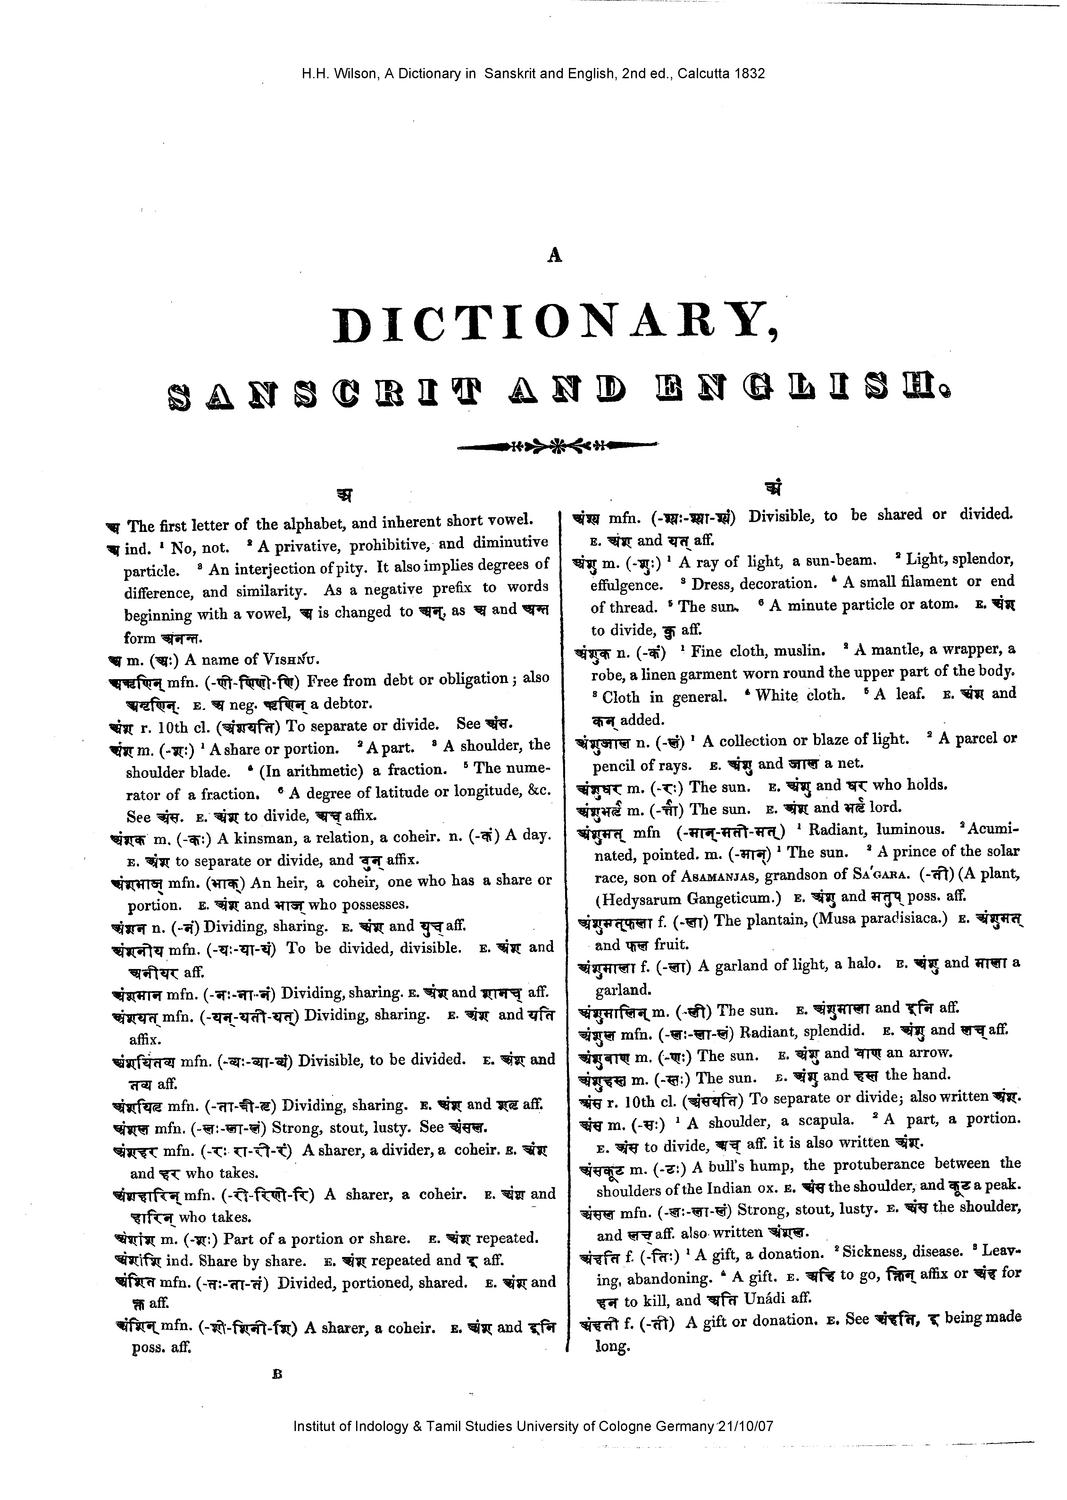 H.H. Wilson, A Dictionary in Sanskrit and English, 2nd ed., Calcutta 1832
A
DICTIONARY,
SANSCRIT AND ENGLISH.
अ
अ The first letter of the alphabet, and inherent short vowel.
अ ind. ¹ No, not. ² A privative, prohibitive, and diminutive
particle. ³ An interjection of pity. It also implies degrees of
difference, and similarity. As a negative prefix to words
beginning with a vowel, अ is changed to अन्, as अ and अन्त
form अनन्त.
अ m. (अः) A name of VISHŃU.
अऋणिन् mfn. (-णी-णिणी-णि) Free from debt or obligation; also
अनृणिन्. E. अ neg. ऋणिन् a debtor.
अंश r. 10th cl. (अंशयति) To separate or divide. See अंस.
अंश m. (-शः) ¹ A share or portion. ² A part. ³ A shoulder, the
shoulder blade. ⁴ (In arithmetic) a fraction. ⁵ The nume-
rator of a fraction. ⁶ A degree of latitude or longitude, &c.
See अंस. E. अंश to divide, अच् affix.
अंशक m. (-कः) A kinsman, a relation, a coheir. n. (-कं) A day.
E. अंश to separate or divide, and वुन् affix.
अंशभाज् mfn. (भाक्) An heir, a coheir, one who has a share or
portion. E. अंश and भाज् who possesses.
अंशन n. (-नं) Dividing, sharing. E. अंश and युच् aff.
अंशनीय mfn. (-यः-या-यं) To be divided, divisible. E. अंश and
अनीयर aff.
अंशमान mfn. (-नः-ना-नं) Dividing, sharing. E. अंश and शानच् aff.
अंशयत् mfn. (-यन्-यती-यत्) Dividing, sharing. E. अंश and यति
affix.
अंशयितव्य mfn. (-व्यः-व्या-व्यं) Divisible, to be divided. E. अंश and
तव्य aff.
अंशयितृ mfn. (-ता-त्री-तृ) Dividing, sharing. E. अंश and तृच् aff.
अंशल mfn. (-लः-ला-लं) Strong, stout, lusty. See अंसल.
अंशहर mfn. (-रः रा-री-रं) A sharer, a divider, a coheir. E. अंश
and हर who takes.
अंशहारिन् mfn. (-री-रिणी-रि) A sharer, a coheir. E. अंश and
हारिन् who takes.
अंशांश m. (-शः) Part of a portion or share. E. अंश repeated.
अंशांशि ind. Share by share. E. अंश repeated and इ aff.
अंशित mfn. (-तः-ता-तं) Divided, portioned, shared. E. अंश and
क्त aff.
अंशिन् mfn. (-शी-शिनी-शि) A sharer, a coheir. E. अंश and इनि
poss. aff.
B
अं
अंश्य mfn. (-श्यः-श्या-श्यं) Divisible, to be shared or divided.
E. अंश and यत् aff.
अंशु m. (-शुः) ¹ A ray of light, a sun-beam. ² Light, splendor,
effulgence. ³ Dress, decoration. ⁴ A small filament or end
of thread. ⁵ The sun. ⁶ A minute particle or atom. E. अंश
to divide, कु aff.
अंशुक n. (-कं) ¹ Fine cloth, muslin. ² A mantle, a wrapper, a
robe, a linen garment worn round the upper part of the body.
³ Cloth in general. ⁴ White cloth. ⁵ A leaf. E. अंश and
कन् added.
अंशुजाल n. (-लं) ¹ A collection or blaze of light. ² A parcel or
pencil of rays. E. अंशु and जाल a net.
अंशुधर m. (-रः) The sun. E. अंशु and धर who holds.
अंशुभर्तृ m. (-र्त्ता) The sun. E. अंश and भर्तृ lord.
अंशुमत् mfn (-मान्-मती-मत्) ¹ Radiant, luminous. ² Acumi-
nated, pointed. m. (-मान्) ¹ The sun. ² A prince of the solar
race, son of ASAMANJAS, grandson of SA´GARA. (-ती) (A plant,
(Hedysarum Gangeticum.) E. अंशु and मतुप् poss. aff.
अंशुमत्फला f. (-ला) The plantain, (Musa paradisiaca.) E. अंशुमत्
and फल fruit.
अंशुमाला f. (-ला) A garland of light, a halo. E. अंशु and माला a
garland.
अंशुमालिन् m. (-ली) The sun. E. अंशुमाला and इनि aff.
अंशुल mfn. (-लः-ला-लं) Radiant, splendid. E. अंशु and लच् aff.
अंशुबाण m. (-णः) The sun. E. अंशु and बाण an arrow.
अंशुहस्त m. (-स्तः) The sun. E. अंशु and हस्त the hand.
अंस r. 10th cl. (अंसयति) To separate or divide; also written अंश.
अंस m. (-सः) ¹ A shoulder, a scapula. ² A part, a portion.
E. अंस to divide, अच् aff. it is also written अंश.
अंसकूट m. (-टः) A bull's hump, the protuberance between the
shoulders of the Indian ox. E. अंस the shoulder, and कूट a peak.
अंसल mfn. (-लः-ला-लं) Strong, stout, lusty. E. अंस the shoulder,
and लच् aff. also written अंशल.
अंहति f. (-तिः) ¹ A gift, a donation. ² Sickness, disease. ³ Leav-
ing, abandoning. ⁴ A gift. E. अहि to go, क्तिन् affix or अंह for
हन to kill, and अति Unádi aff.
अंहती f. (-ती) A gift or donation. E. See अंहति, इ being made
long.
Institut of Indology & Tamil Studies University of Cologne Germany 21/10/07